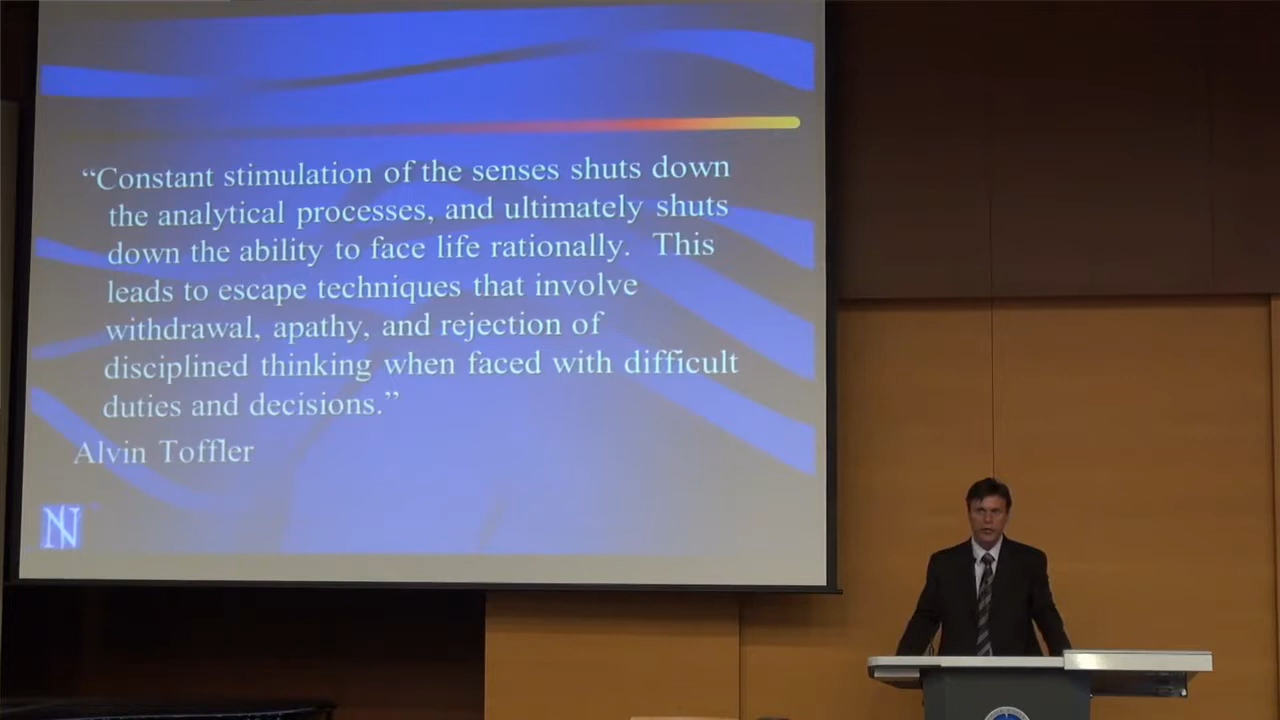 “Constant stimulation of the senses shuts down
the analytical processes, and ultimately shuts
down the ability to face life rationally. This
leads to escape techniques that involve
withdrawal, apathy, and rejection of
disciplined thinking when faced with difficult
duties and decisions.”
Alvin Toffler
N